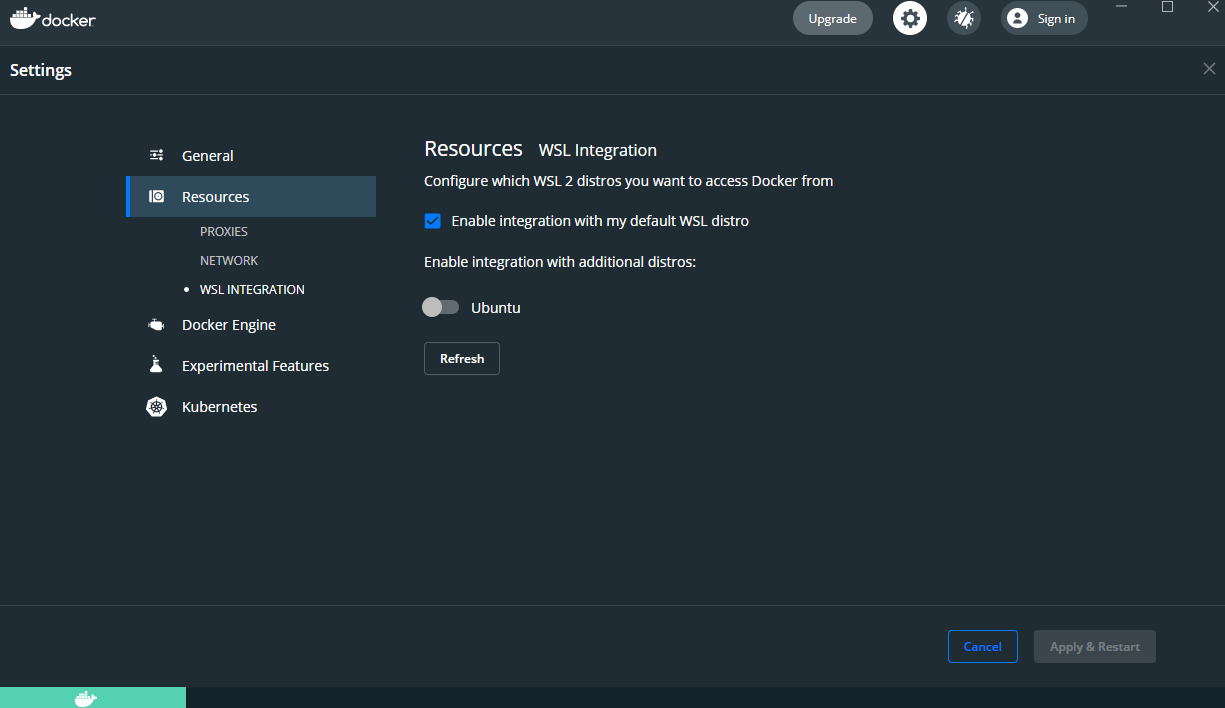 docker
Upgrade
Sign in
Settings
General
Resources
PROXIES
NETWORK
WSL INTEGRATION
Docker Engine
Experimental Features
Kubernetes
Resources WSL Integration
Configure which WSL 2 distros you want to access Docker from
Enable integration with my default WSL distro
Enable integration with additional distros:
Ubuntu
Refresh
Cancel
Apply & Restart